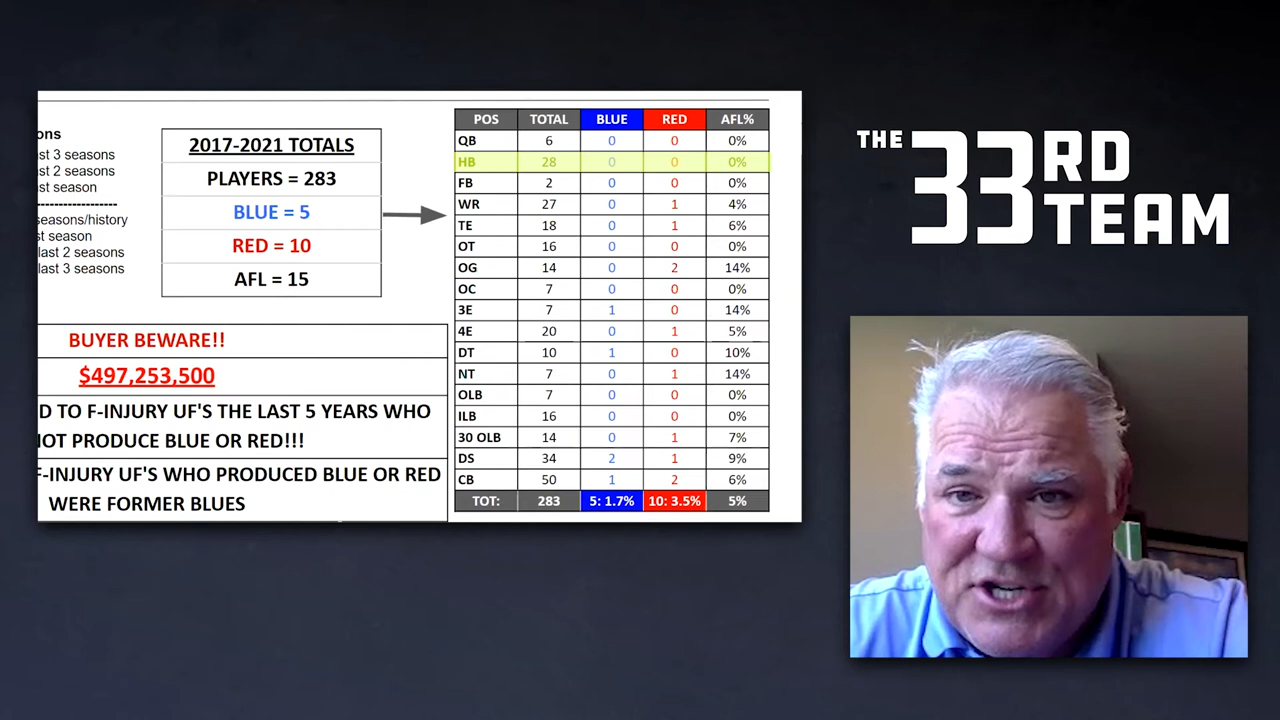 ons
st 3 seasons
st 2 seasons
st season
------------------
seasons/history
t season
last 2 seasons
last 3 seasons
2017-2021 TOTALS
PLAYERS = 283
BLUE = 5
RED = 10
AFL = 15
BUYER BEWARE!!
$497,253,500
D TO F-INJURY UF'S THE LAST 5 YEARS WHO
NOT PRODUCE BLUE OR RED!!!
F-INJURY UF'S WHO PRODUCED BLUE OR RED
WERE FORMER BLUES
POS TOTAL BLUE RED AFL%
QB 6 0 0 0%
HB 28 0 0 0%
FB 2 0 0 0%
WR 27 0 1 4%
TE 18 0 1 6%
OT 16 0 0 0%
OG 14 0 2 14%
OC 7 0 0 0%
3E 7 1 0 14%
4E 20 0 1 5%
DT 10 1 0 10%
NT 7 0 1 14%
OLB 7 0 0 0%
ILB 16 0 0 0%
30 OLB 14 0 1 7%
DS 34 2 1 9%
CB 50 1 2 6%
TOT: 283 5: 1.7% 10: 3.5% 5%
THE 33RD
TEAM